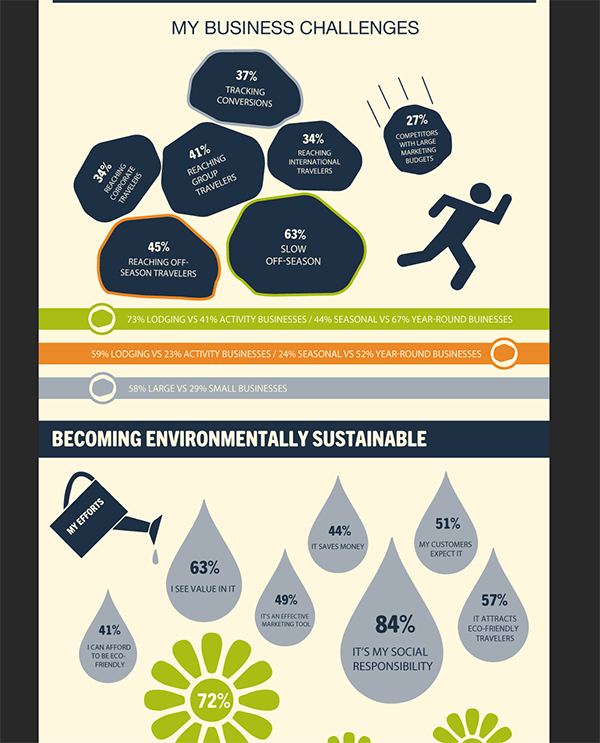 MY BUSINESS CHALLENGES
37%
TRACKING
CONVERSIONS
27%
COMPETITORS
WITH LARGE
MARKETING
BUDGETS
34%
REACHING
CORPORATE
TRAVELERS
41%
REACHING
GROUP
TRAVELERS
34%
REACHING
INTERNATIONAL
TRAVELERS
45%
REACHING OFF-
SEASON TRAVELERS
63%
SLOW
OFF-SEASON
73% LODGING VS 41% ACTIVITY BUSINESSES / 44% SEASONAL VS 67% YEAR-ROUND BUINESSES
59% LODGING VS 23% ACTIVITY BUSINESSES / 24% SEASONAL VS 52% YEAR-ROUND BUSINESSES
58% LARGE VS 29% SMALL BUSINESSES
BECOMING ENVIRONMENTALLY SUSTAINABLE
MY EFFORTS
63%
I SEE VALUE IN IT
44%
IT SAVES MONEY
51%
MY CUSTOMERS
EXPECT IT
41%
I CAN AFFORD
TO BE ECO-
FRIENDLY
49%
IT'S AN EFFECTIVE
MARKETING TOOL
84%
IT'S MY SOCIAL
RESPONSIBILITY
57%
IT ATTRACTS
ECO-FRIENDLY
TRAVELERS
72%